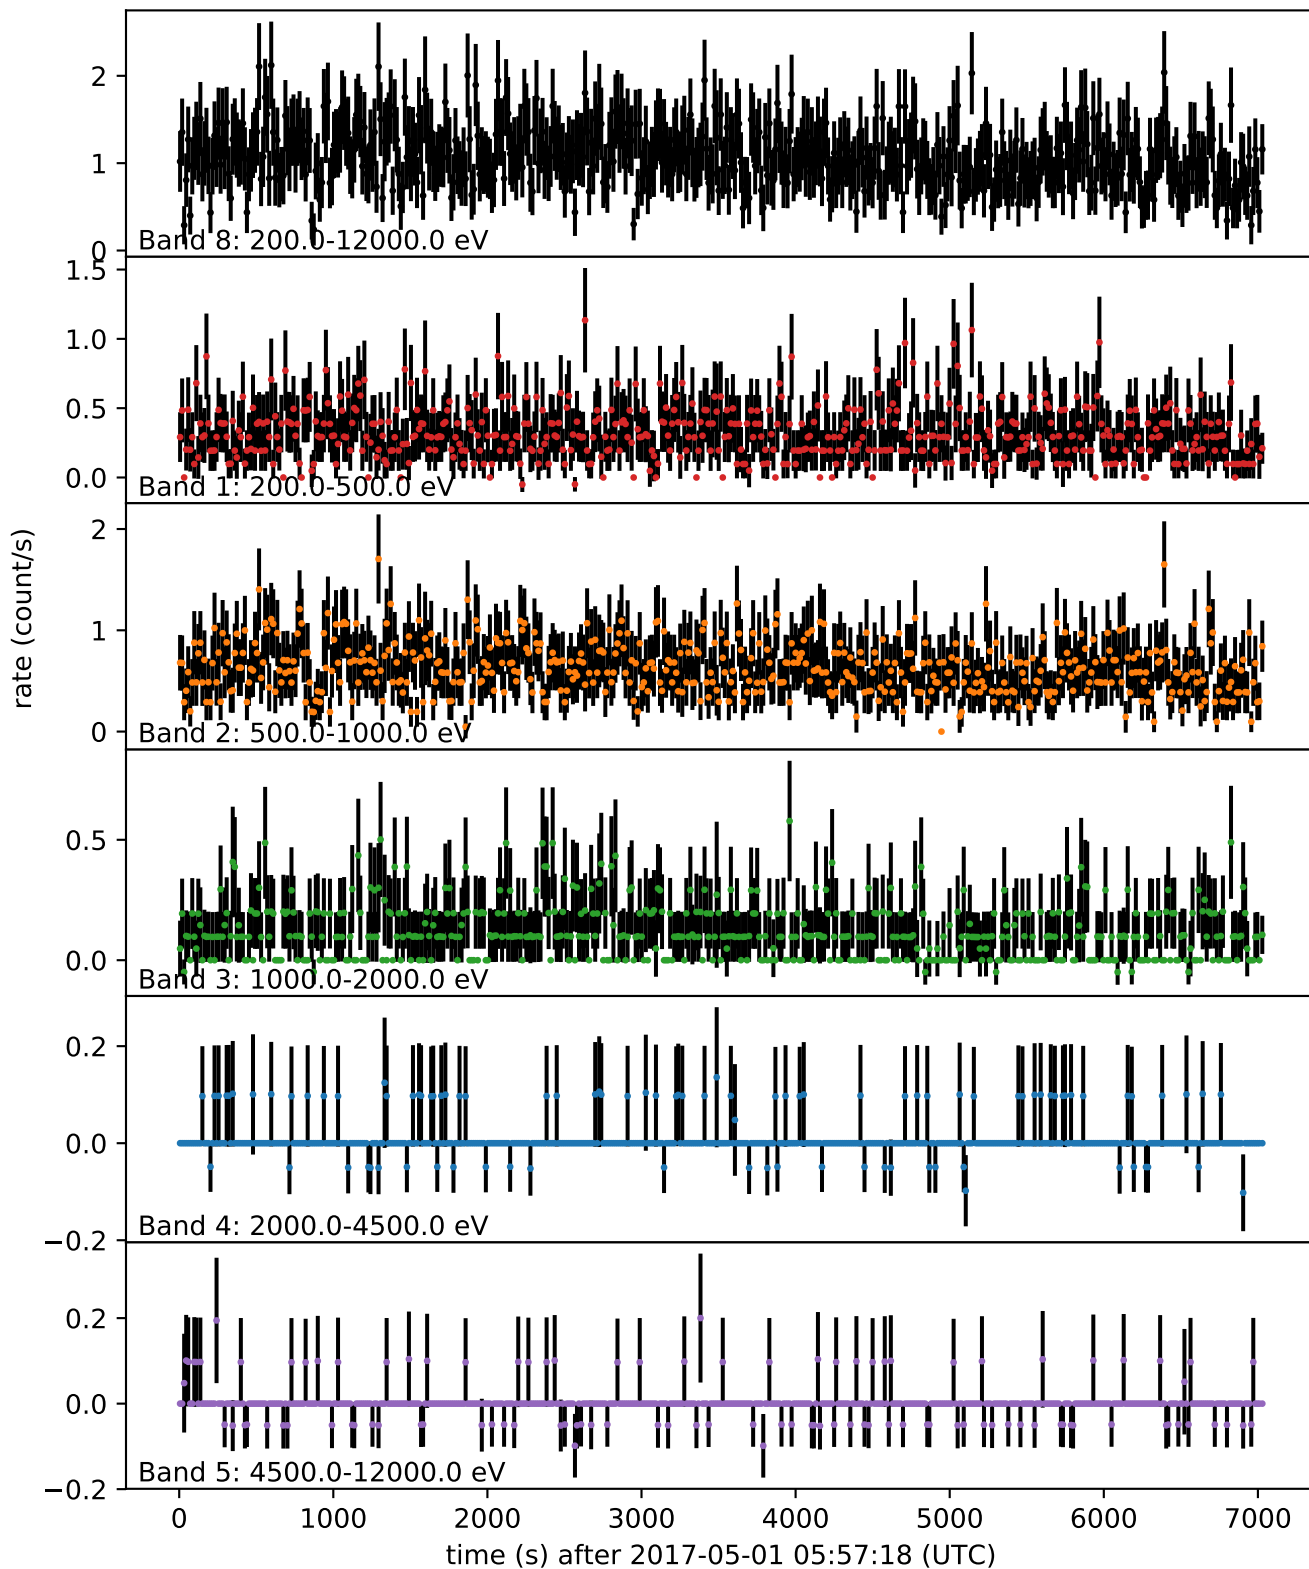 2
1
0
Band 8: 200.0-12000.0 eV
1.5
1.0
0.5
0.0
Band 1: 200.0-500.0 eV
2
1
0
Band 2: 500.0-1000.0 eV
rate (count/s)
0.5
0.0
Band 3: 1000.0-2000.0 eV
0.2
0.0
−0.2
Band 4: 2000.0-4500.0 eV
0.2
0.0
−0.2
Band 5: 4500.0-12000.0 eV
0 1000 2000 3000 4000 5000 6000 7000
time (s) after 2017-05-01 05:57:18 (UTC)